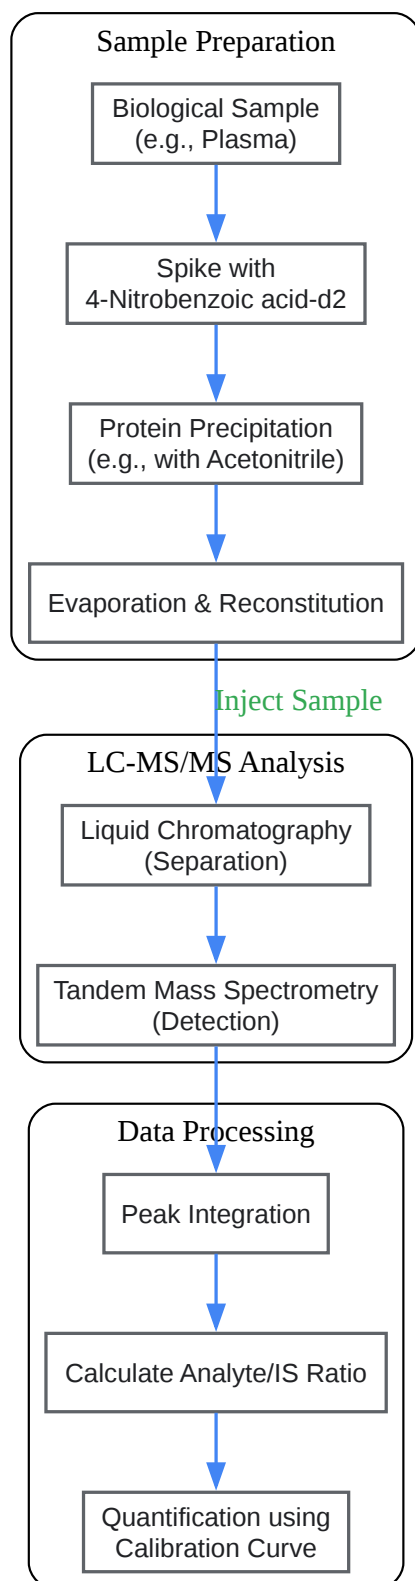 Sample Preparation
Biological Sample
(e.g., Plasma)
Spike with
4-Nitrobenzoic acid-d2
Protein Precipitation
(e.g., with Acetonitrile)
Evaporation & Reconstitution
Inject Sample
LC-MS/MS Analysis
Liquid Chromatography
(Separation)
Tandem Mass Spectrometry
(Detection)
Data Processing
Peak Integration
Calculate Analyte/IS Ratio
Quantification using
Calibration Curve